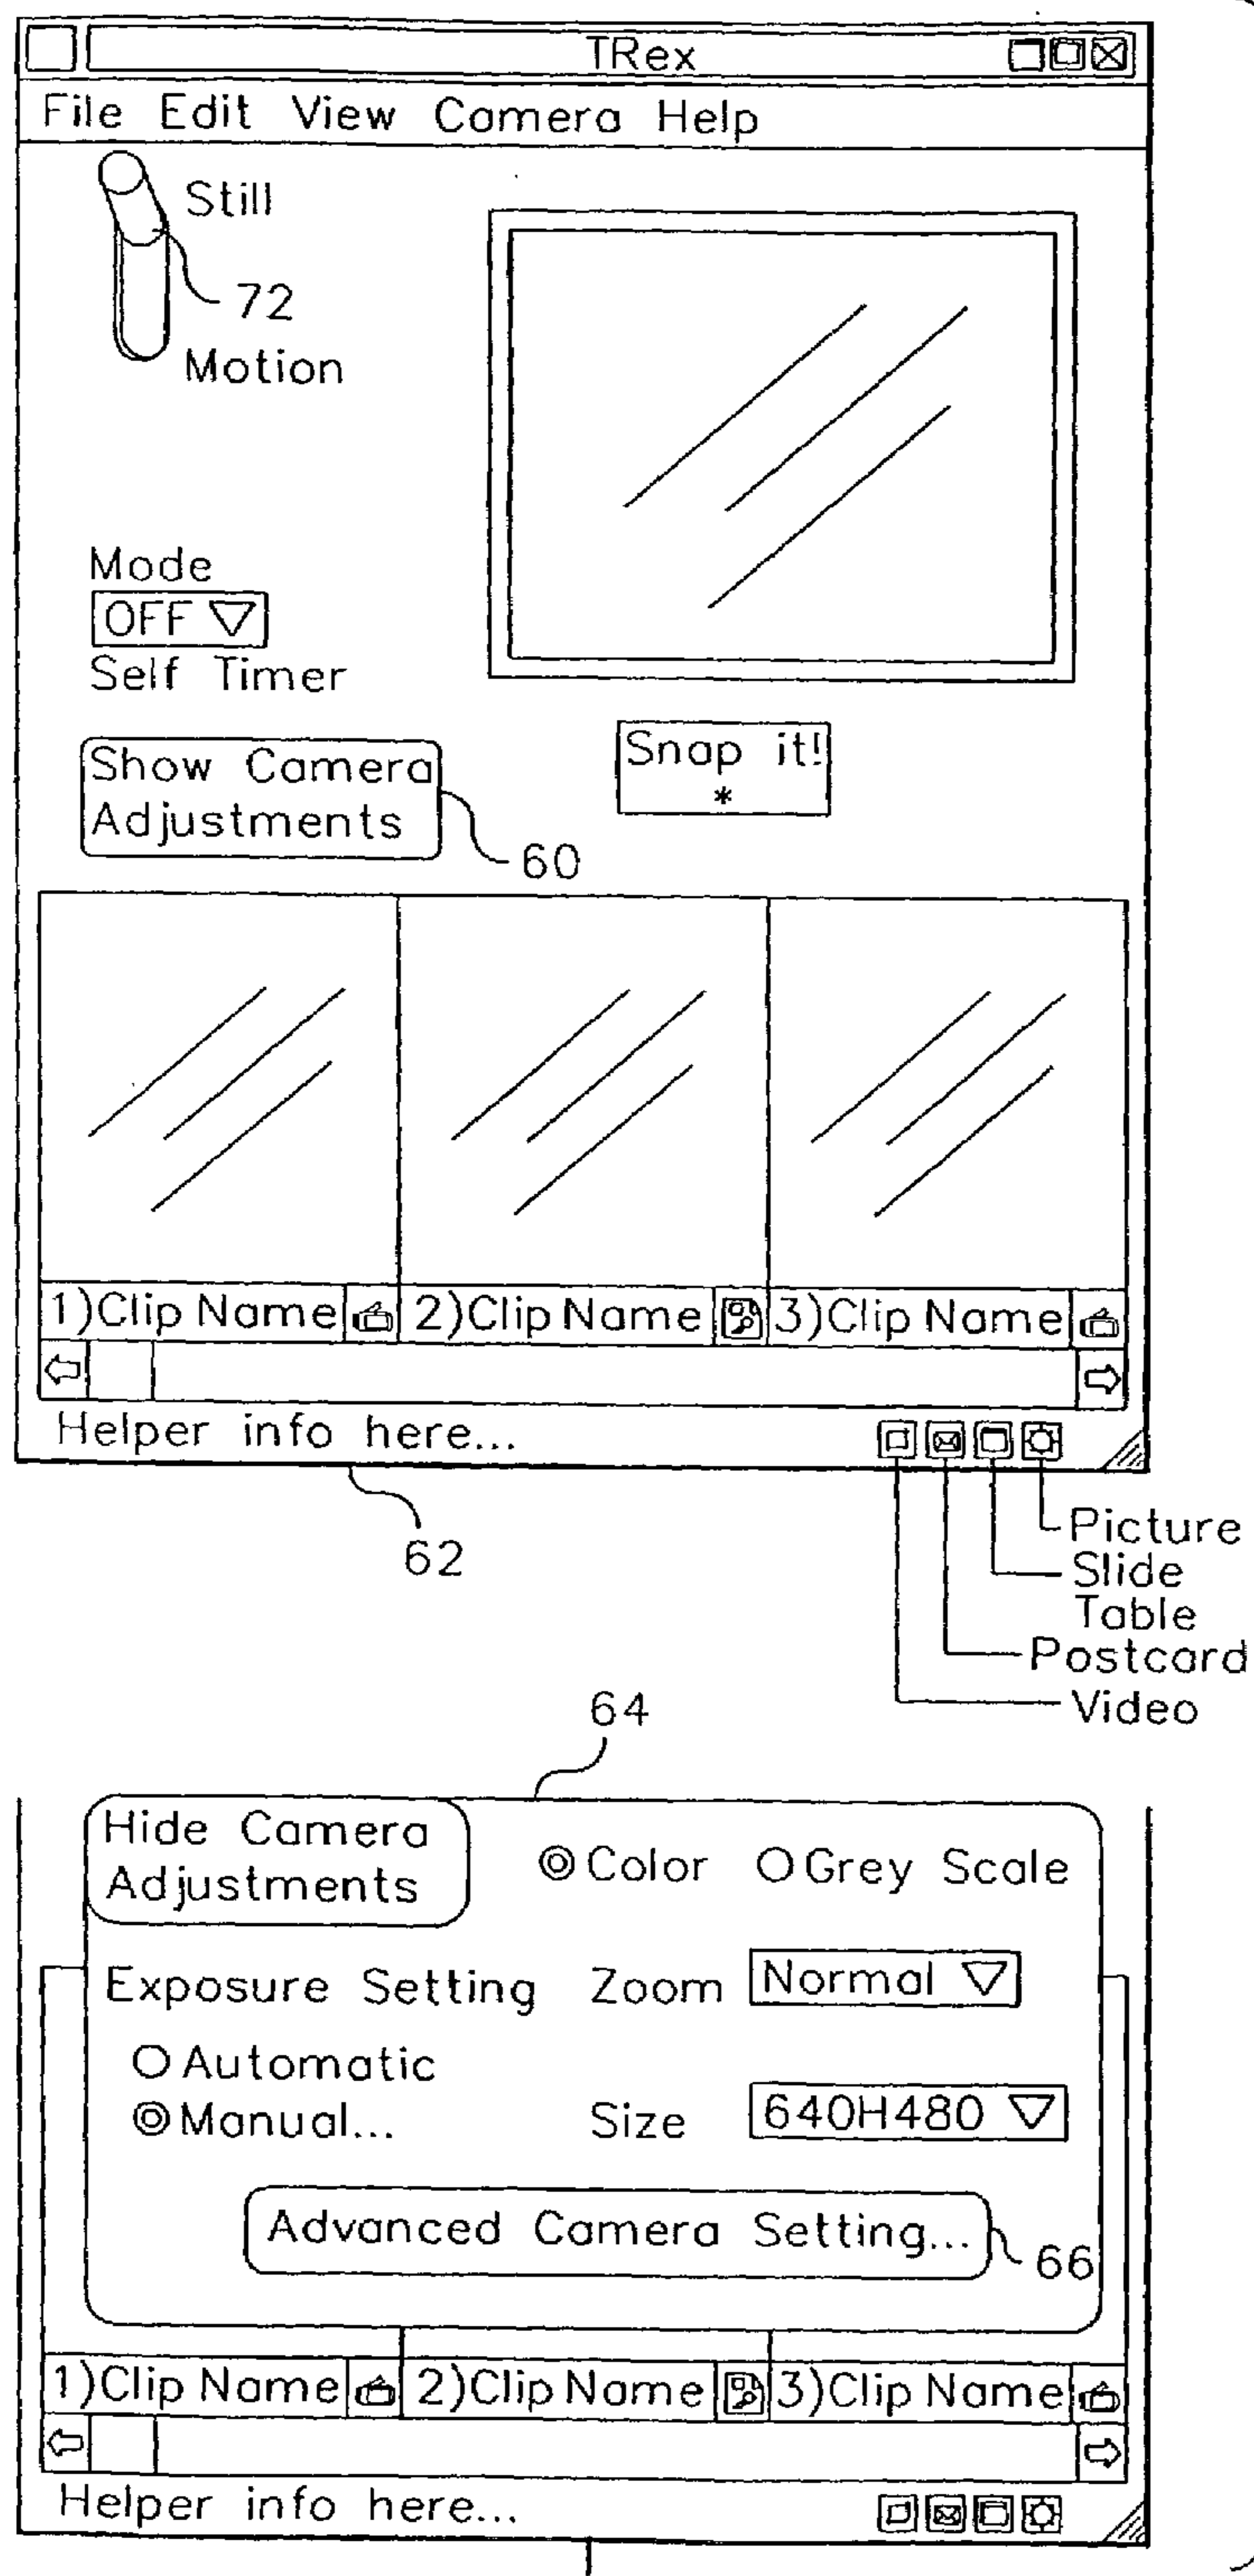 TRex
File Edit View Camera Help
Still
72
Motion
Mode
OFF
Self Timer
Show Camera
Adjustments
Snap it!
*
60
1)Clip Name 2)Clip Name 3)Clip Name
Helper info here...
62
Picture
Slide
Table
Postcard
Video
64
Hide Camera
Adjustments
Color Grey Scale
Exposure Setting Zoom Normal
Automatic
Manual... Size 640H480
Advanced Camera Setting...
66
1)Clip Name 2)Clip Name 3)Clip Name
Helper info here...